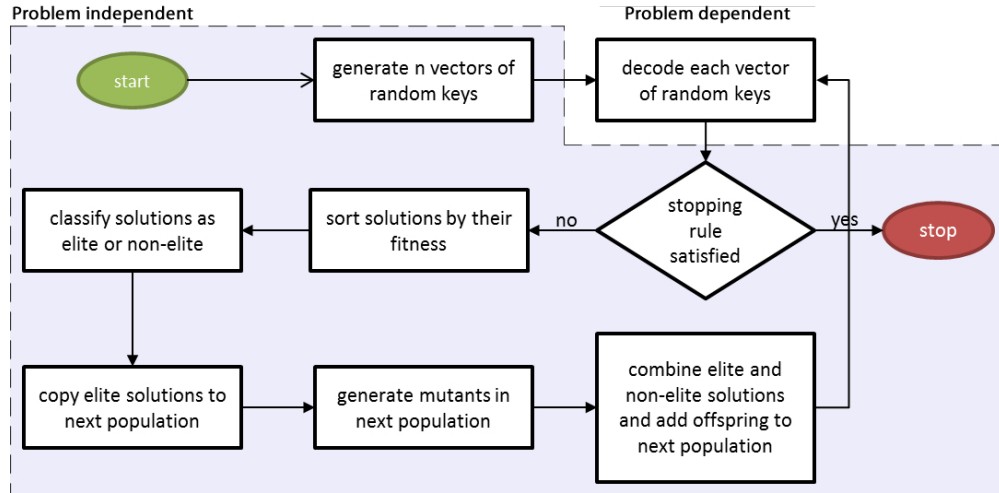 Problem independent
Problem dependent
start
generate n vectors of
random keys
decode each vector
of random keys
classify solutions as
elite or non-elite
sort solutions by their
fitness
no
stopping
rule
satisfied
yes
stop
copy elite solutions to
next population
generate mutants in
next population
combine elite and
non-elite solutions
and add offspring to
next population